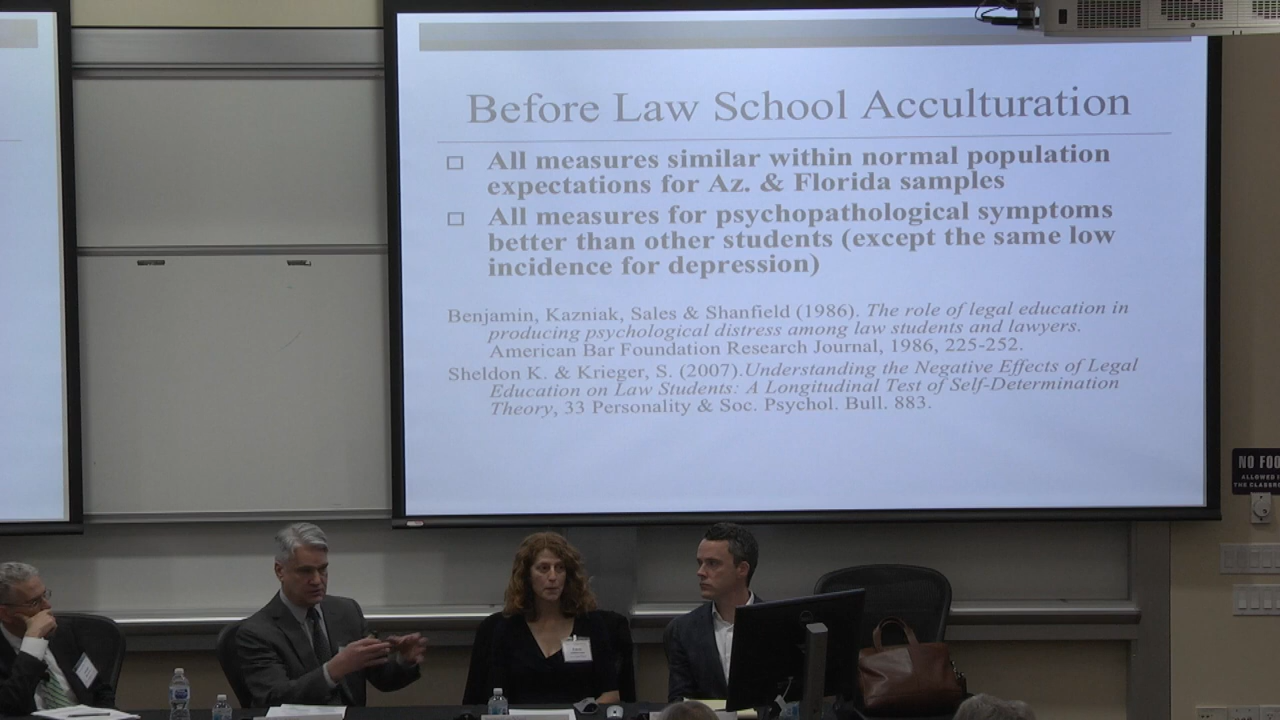 Before Law School Acculturation
All measures similar within normal population
expectations for Az. & Florida samples
All measures for psychopathological symptoms
better than other students (except the same low
incidence for depression)
Benjamin, Kazniak, Sales & Shanfield (1986). The role of legal education in
producing psychological distress among law students and lawyers.
American Bar Foundation Research Journal, 1986, 225-252.
Sheldon K. & Krieger, S. (2007).Understanding the Negative Effects of Legal
Education on Law Students: A Longitudinal Test of Self-Determination
Theory, 33 Personality & Soc. Psychol. Bull. 883.
NO FOO
ALLOWED I
THE CLASSR